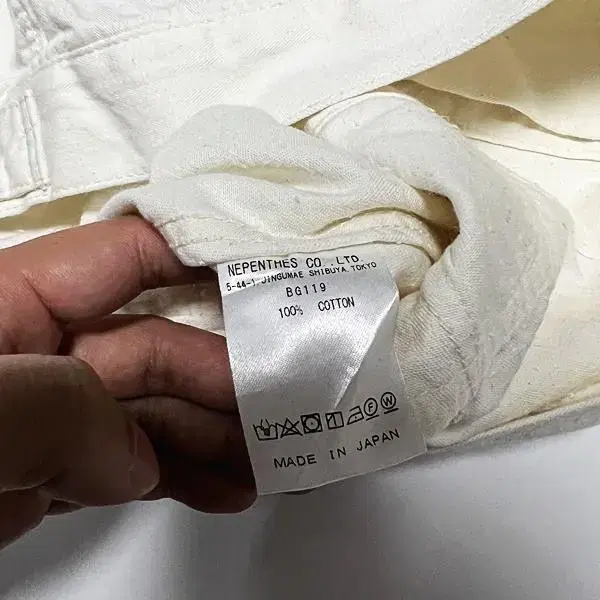 NEPENTHES CO.,LTD.
5-44-1 JINGUMAE SHIBUYA, TOKYO
BG119
100% COTTON
F W
MADE IN JAPAN